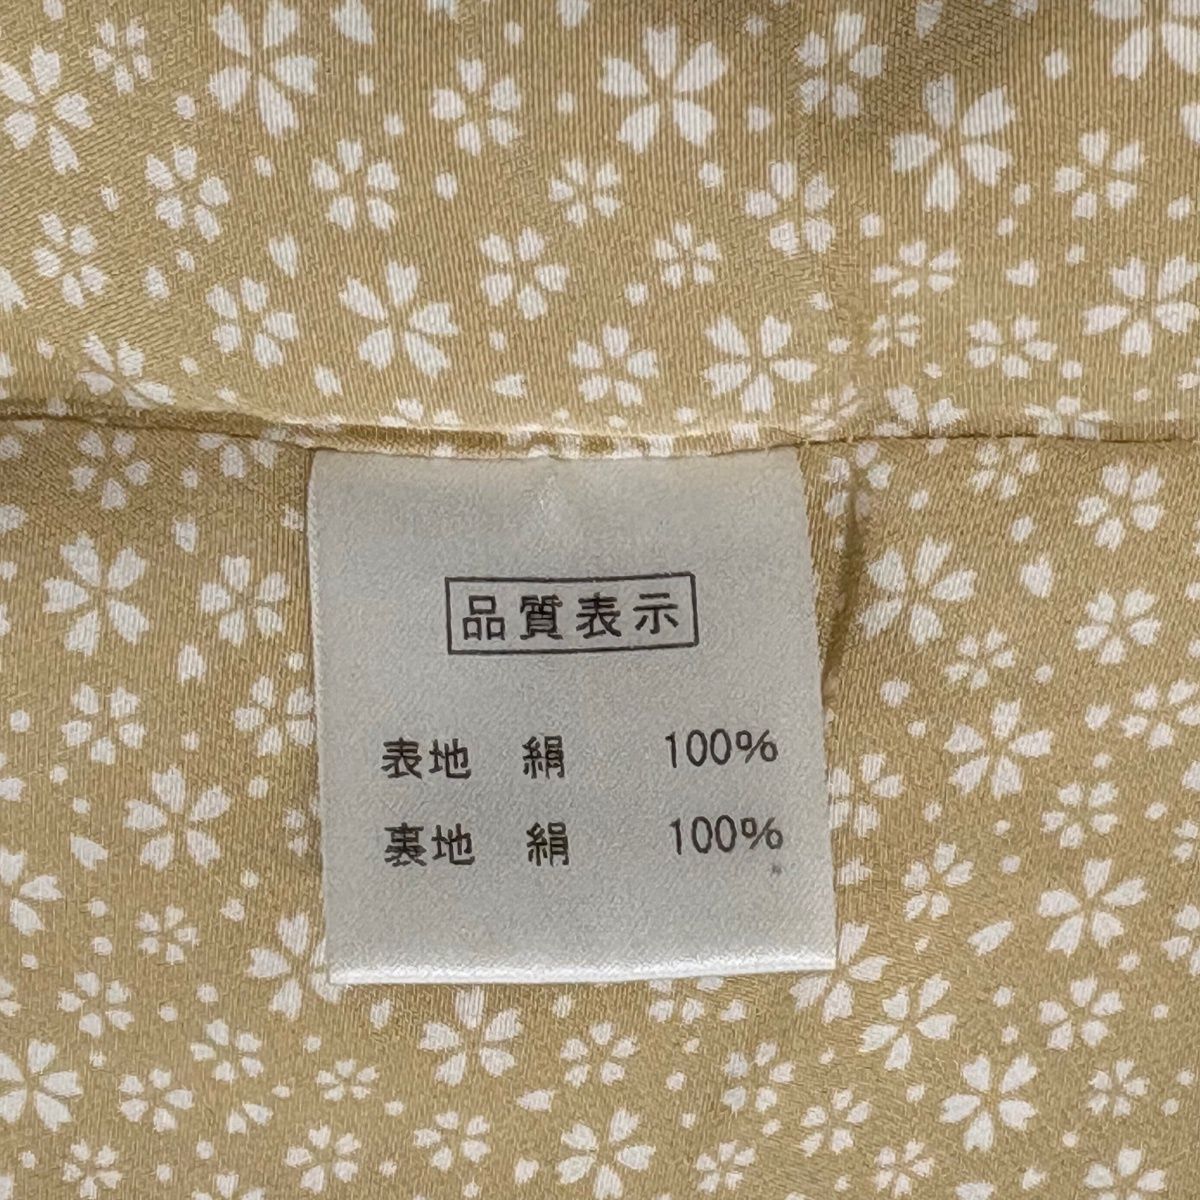 品質表示
表地 絹 100%
裏地 絹 100%